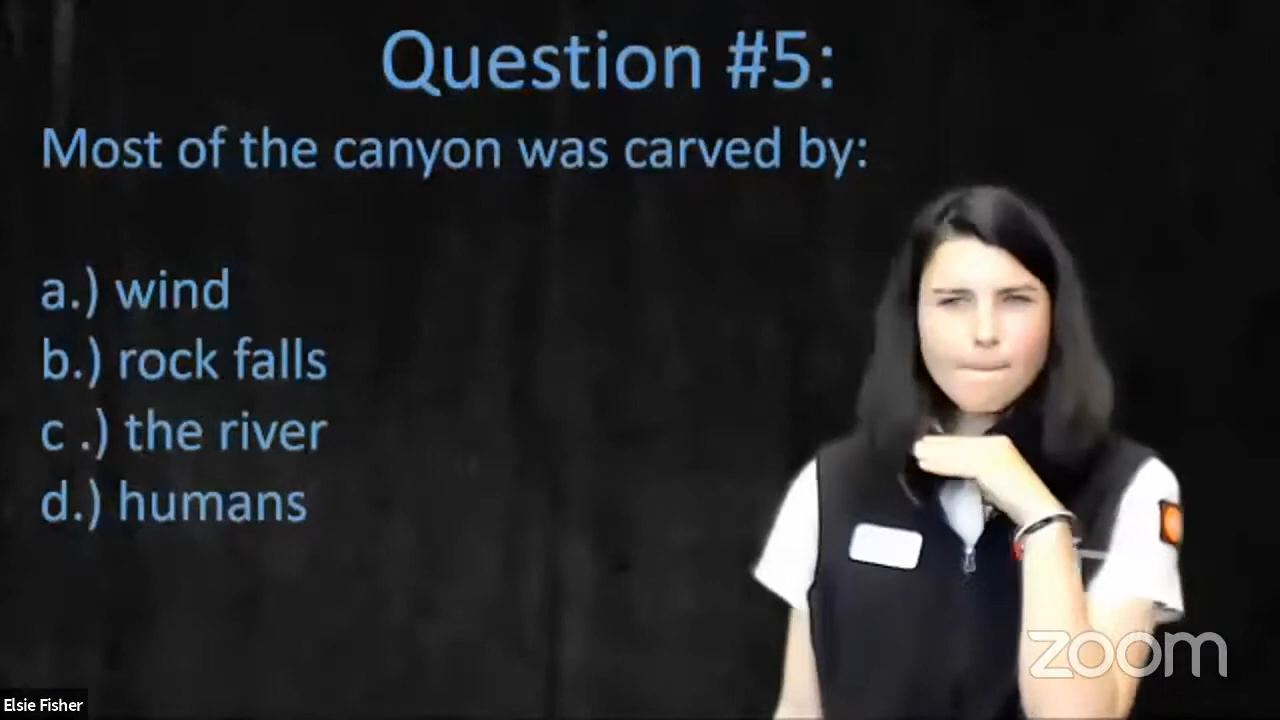 Question #5:
Most of the canyon was carved by:
a.) wind
b.) rock falls
c .) the river
d.) humans
zoom
Elsie Fisher